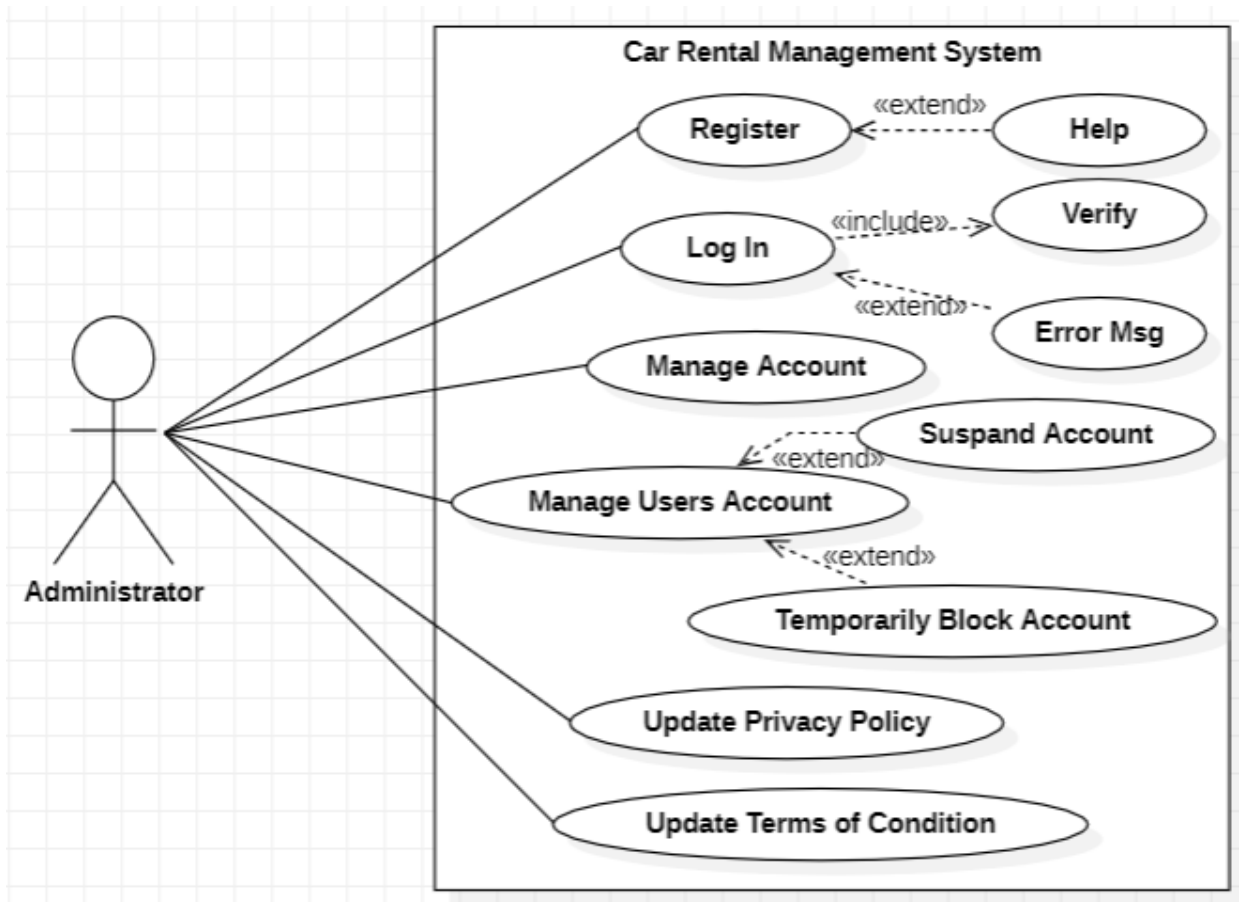 Car Rental Management System
«extend»
Register
Help
Verify
«include»
Log In
«extend»
Error Msg
Manage Account
Suspand Account
«extend»
Manage Users Account
«extend»
Administrator
Temporarily Block Account
Update Privacy Policy
Update Terms of Condition